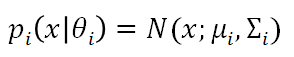 p_i(x|θ_i) = N(x; μ_i, Σ_i)